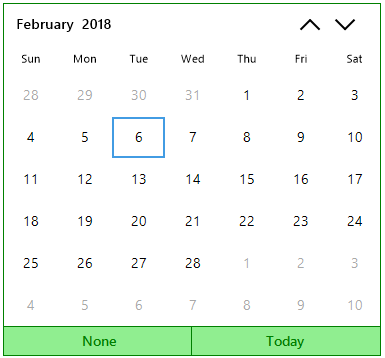 February 2018
Sun Mon Tue Wed Thu Fri Sat
28 29 30 31 1 2 3
4 5 6 7 8 9 10
11 12 13 14 15 16 17
18 19 20 21 22 23 24
25 26 27 28 1 2 3
4 5 6 7 8 9 10
None Today